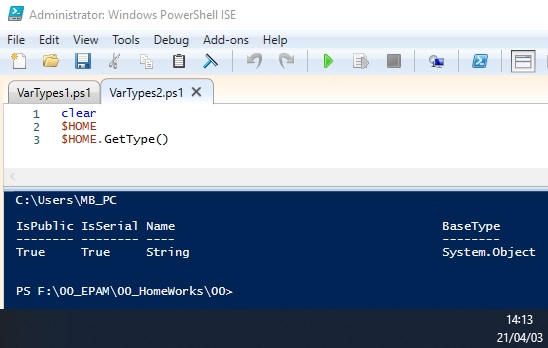 Administrator: Windows PowerShell ISE
File Edit View Tools Debug Add-ons Help
VarTypes1.ps1 VarTypes2.ps1 X
1 clear
2 $HOME
3 $HOME.GetType()
C:\Users\MB_PC
IsPublic IsSerial Name BaseType
-------- -------- ---- --------
True True String System.Object
PS F:\00_EPAM\00_HomeWorks\00>
14:13
21/04/03